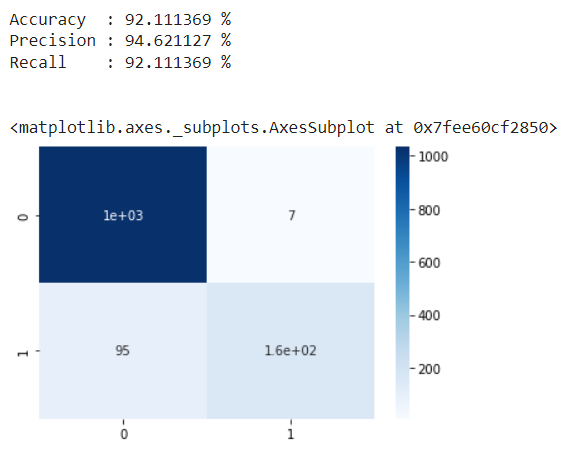 Accuracy : 92.111369 %
Precision : 94.621127 %
Recall : 92.111369 %
<matplotlib.axes._subplots.AxesSubplot at 0x7fee60cf2850>
0
1e+03
7
1
95
1.6e+02
0
1
1000
800
600
400
200